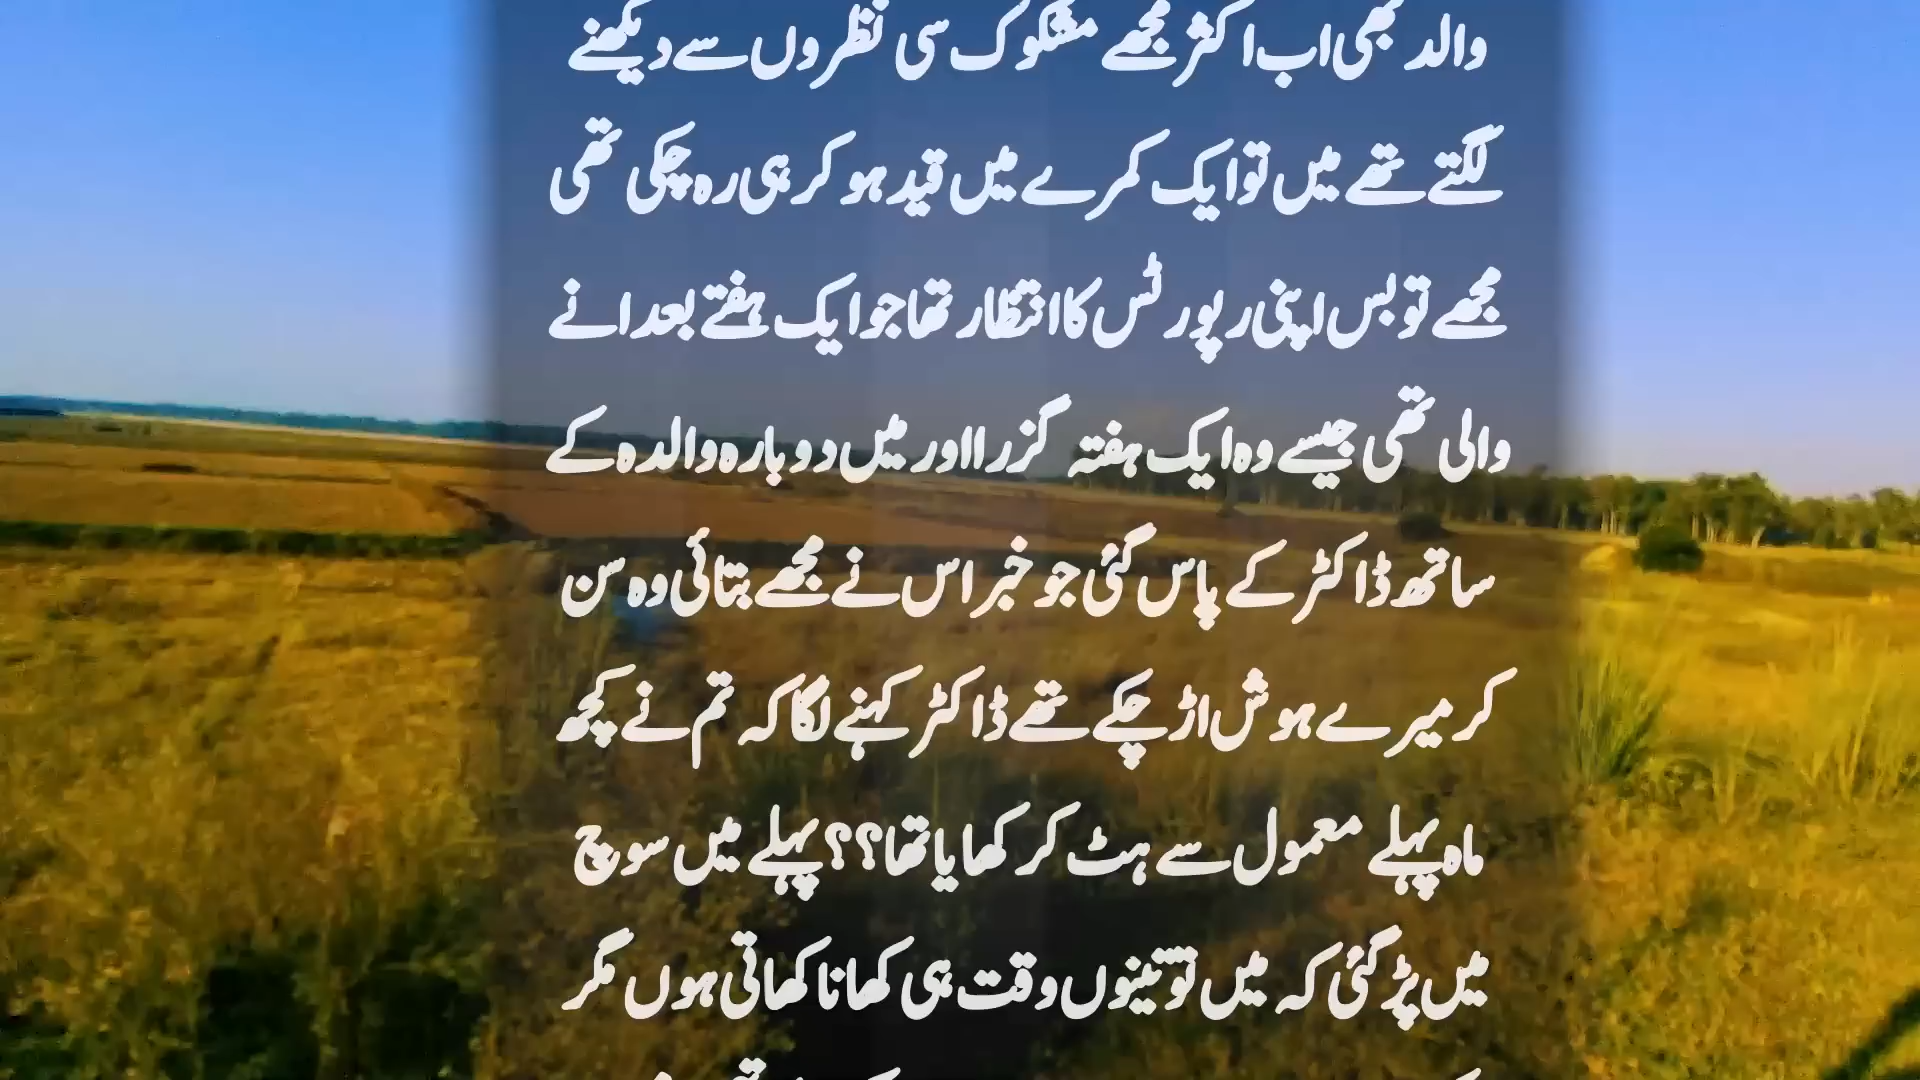 والد بھی اب اکثر مجھے مشکوک سی نظروں سے دیکھنے
لگتے تھے میں تو ایک کمرے میں قید ہو کر ہی رہ چکی تھی
مجھے تو بس اپنی رپورٹس کا انتظار تھا جو ایک ہفتے بعد انے
والی تھی جیسے وہ ایک ہفتہ گزرا اور میں دوبارہ والدہ کے
ساتھ ڈاکٹر کے پاس گئی جو خبر اس نے مجھے بتائی وہ سن
کر میرے ہوش اڑ چکے تھے ڈاکٹر کہنے لگا کہ تم نے کچھ
ماہ پہلے معمول سے ہٹ کر کھایا تھا؟؟ پہلے میں سوچ
میں پڑ گئی کہ میں تو تینوں وقت ہی کھانا کھاتی ہوں مگر